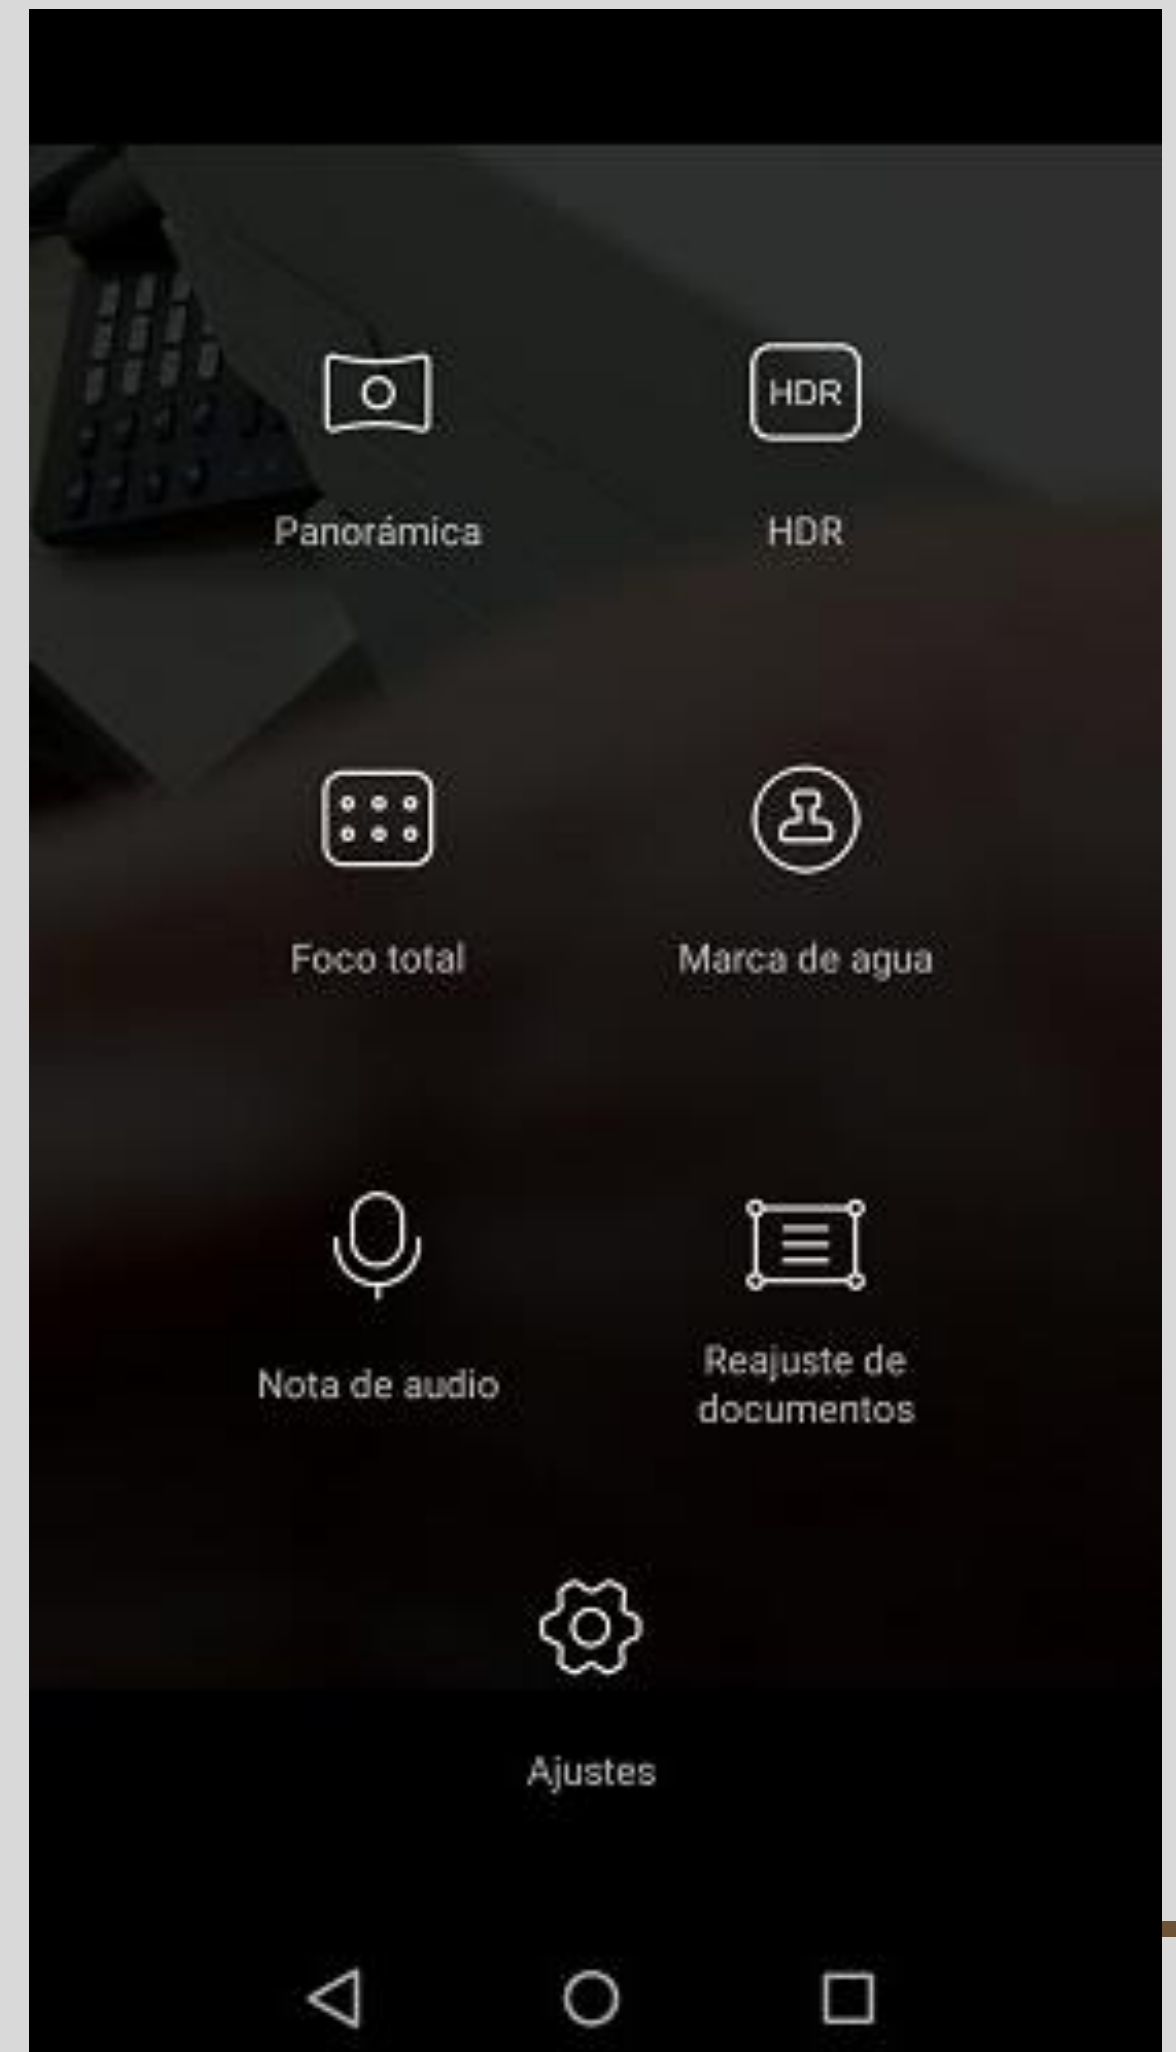 HDR
Panorámica
HDR
Foco total
Marca de agua
Nota de audio
Reajuste de
documentos
Ajustes